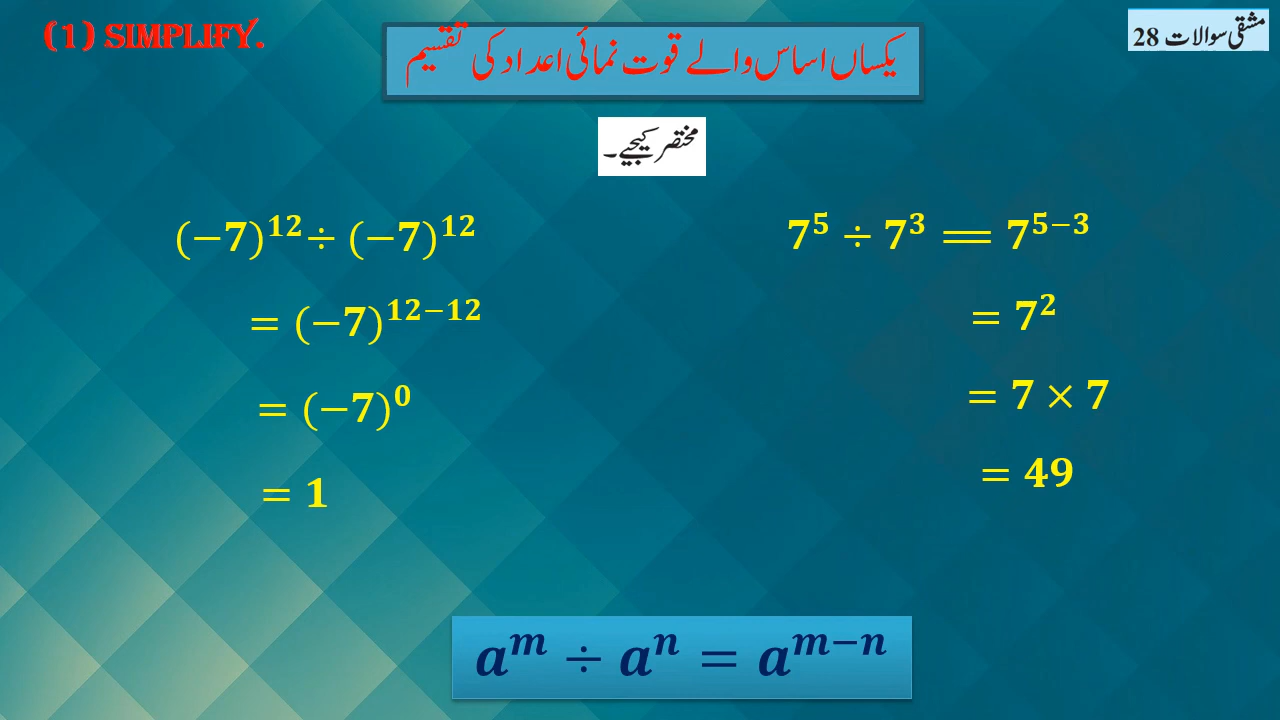 (1) SIMPLIFY.
مشقی سوالات 28
یکساں اساس والے قوت نمائی اعداد کی تقسیم
مختصر کیجیے۔
7⁵ ÷ 7³ == 7⁵⁻³
= 7²
= 7 × 7
= 49
(−7)¹² ÷ (−7)¹²
= (−7)¹²⁻¹²
= (−7)⁰
= 1
aᵐ ÷ aⁿ = aᵐ⁻ⁿ